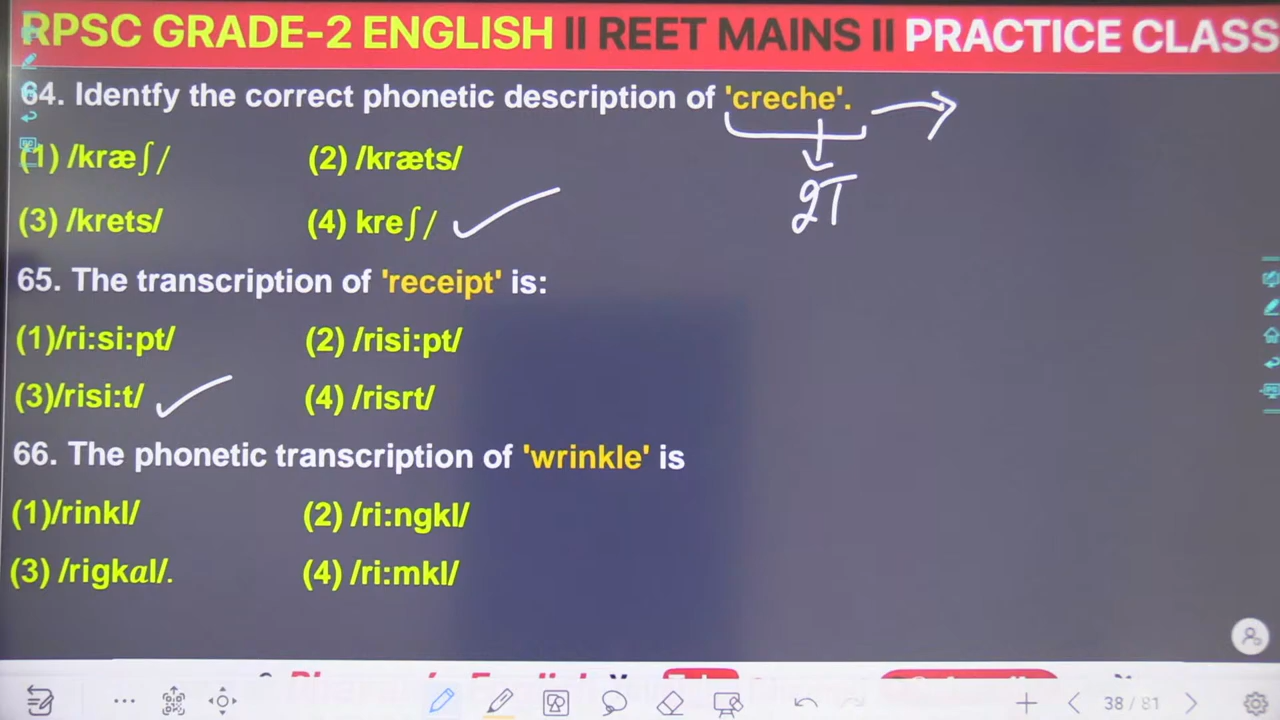 RPSC GRADE-2 ENGLISH II REET MAINS II PRACTICE CLASS
64. Identfy the correct phonetic description of 'creche'.
श
(1) /kræʃ/ (2) /kræts/
(3) /krets/ (4) kreʃ/
65. The transcription of 'receipt' is:
(1)/ri:si:pt/ (2) /risi:pt/
(3)/risi:t/ (4) /risrt/
66. The phonetic transcription of 'wrinkle' is
(1)/rinkl/ (2) /ri:ngkl/
(3) /rigkɑl/. (4) /ri:mkl/
38 / 81